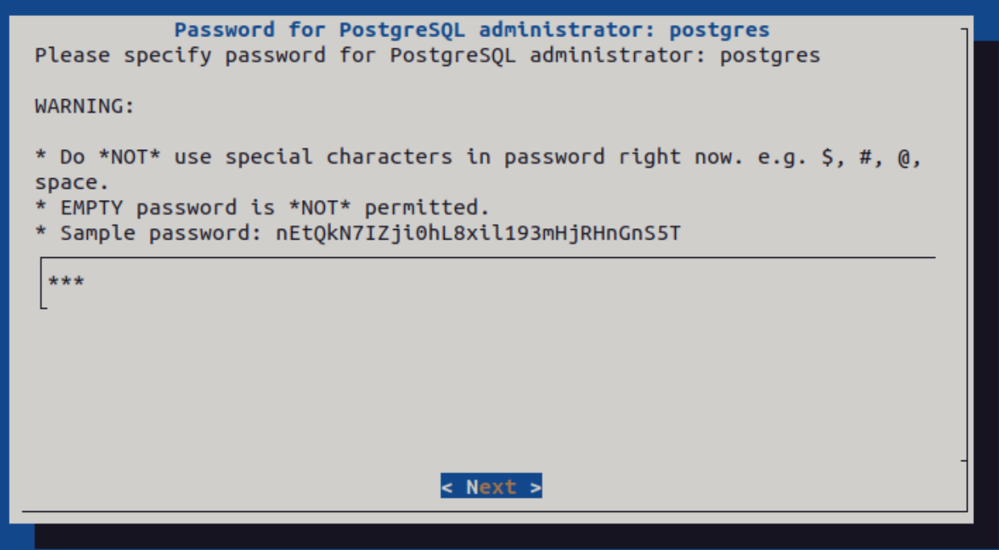 Password for PostgreSQL administrator: postgres
Please specify password for PostgreSQL administrator: postgres
WARNING:
* Do *NOT* use special characters in password right now. e.g. $, #, @,
space.
* EMPTY password is *NOT* permitted.
* Sample password: nEtQkN7IZji0hL8xil193mHjRHnGnS5T
***
< Next >